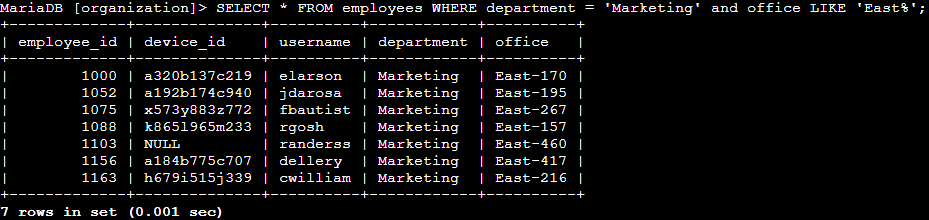 MariaDB [organization]> SELECT * FROM employees WHERE department = 'Marketing' and office LIKE 'East%';
+-------------+--------------+----------+------------+----------+
| employee_id | device_id    | username | department | office   |
+-------------+--------------+----------+------------+----------+
|        1000 | a320b137c219 | elarson  | Marketing  | East-170 |
|        1052 | a192b174c940 | jdarosa  | Marketing  | East-195 |
|        1075 | x573y883z772 | fbautist | Marketing  | East-267 |
|        1088 | k865l965m233 | rgosh    | Marketing  | East-157 |
|        1103 | NULL         | randerss | Marketing  | East-460 |
|        1156 | a184b775c707 | dellery  | Marketing  | East-417 |
|        1163 | h679i515j339 | cwilliam | Marketing  | East-216 |
+-------------+--------------+----------+------------+----------+
7 rows in set (0.001 sec)